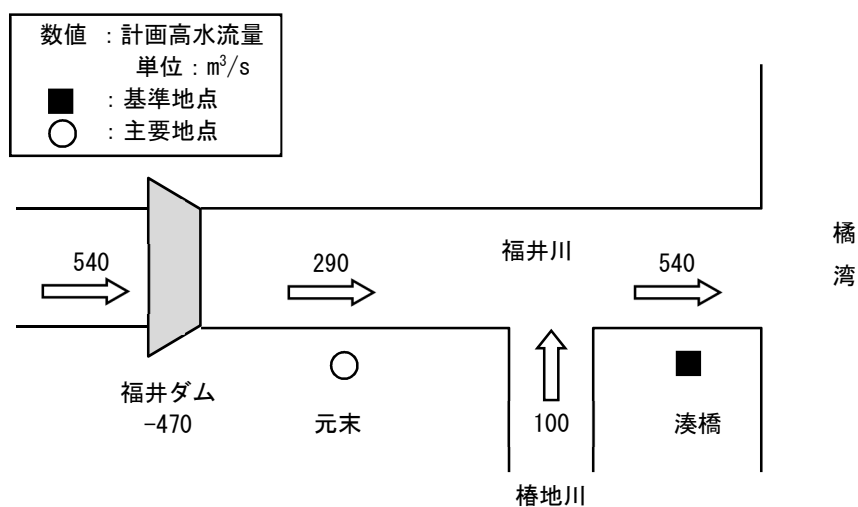 数値 ：計画高水流量
単位：m³/s
■ ：基準地点
○ ：主要地点
540
290
福井川
540
橘湾
福井ダム
-470
元末
100
湊橋
椿地川